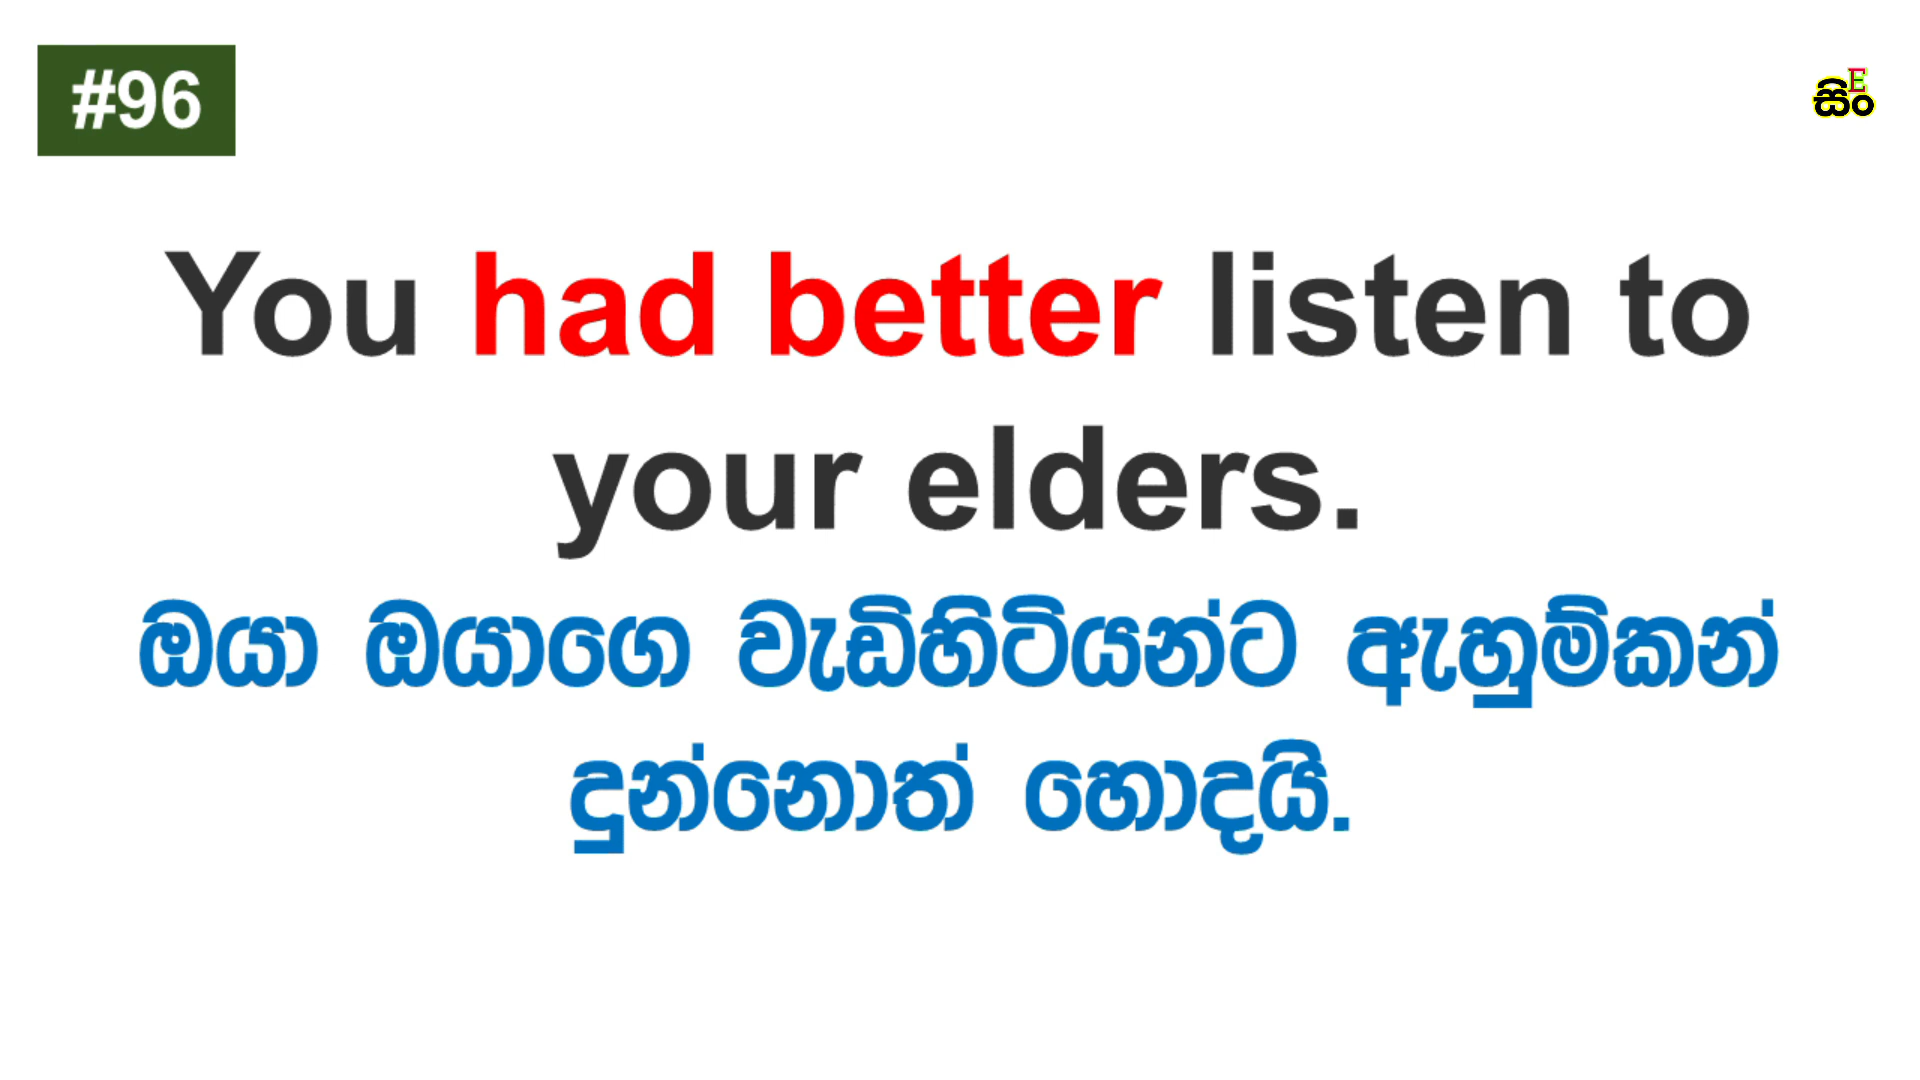 #96
සිං
E
You had better listen to
your elders.
ඔයා ඔයාගෙ වැඩිහිටියන්ට ඇහුම්කන්
දුන්නොත් හොදයි.